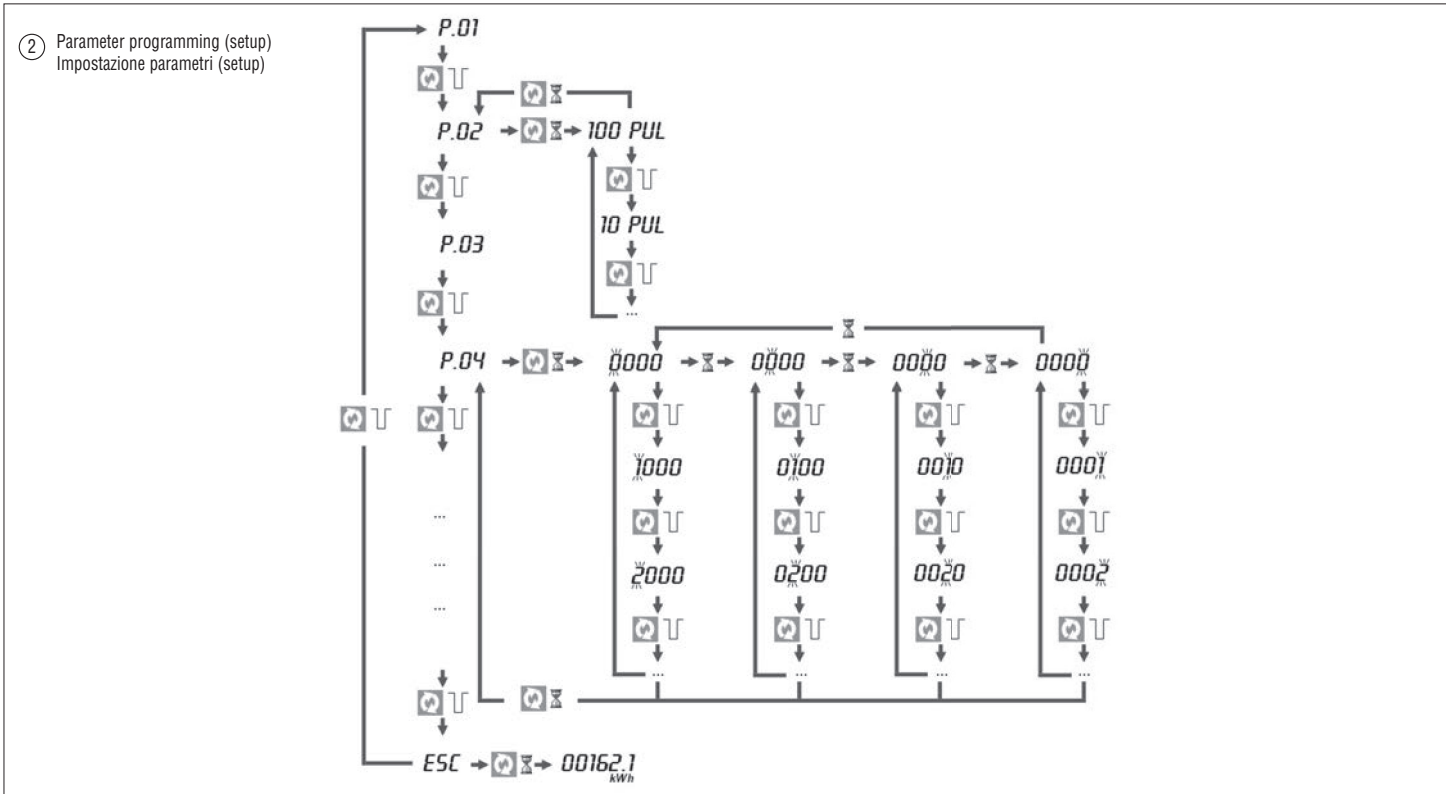 2 Parameter programming (setup)
Impostazione parametri (setup)
P.01
P.02 100 PUL
10 PUL
P.03
...
P.04 0000 0000 0000 0000
1000 0100 0010 0001
...
2000 0200 0020 0002
...
...
... ... ... ...
ESC 00162.1
kWh